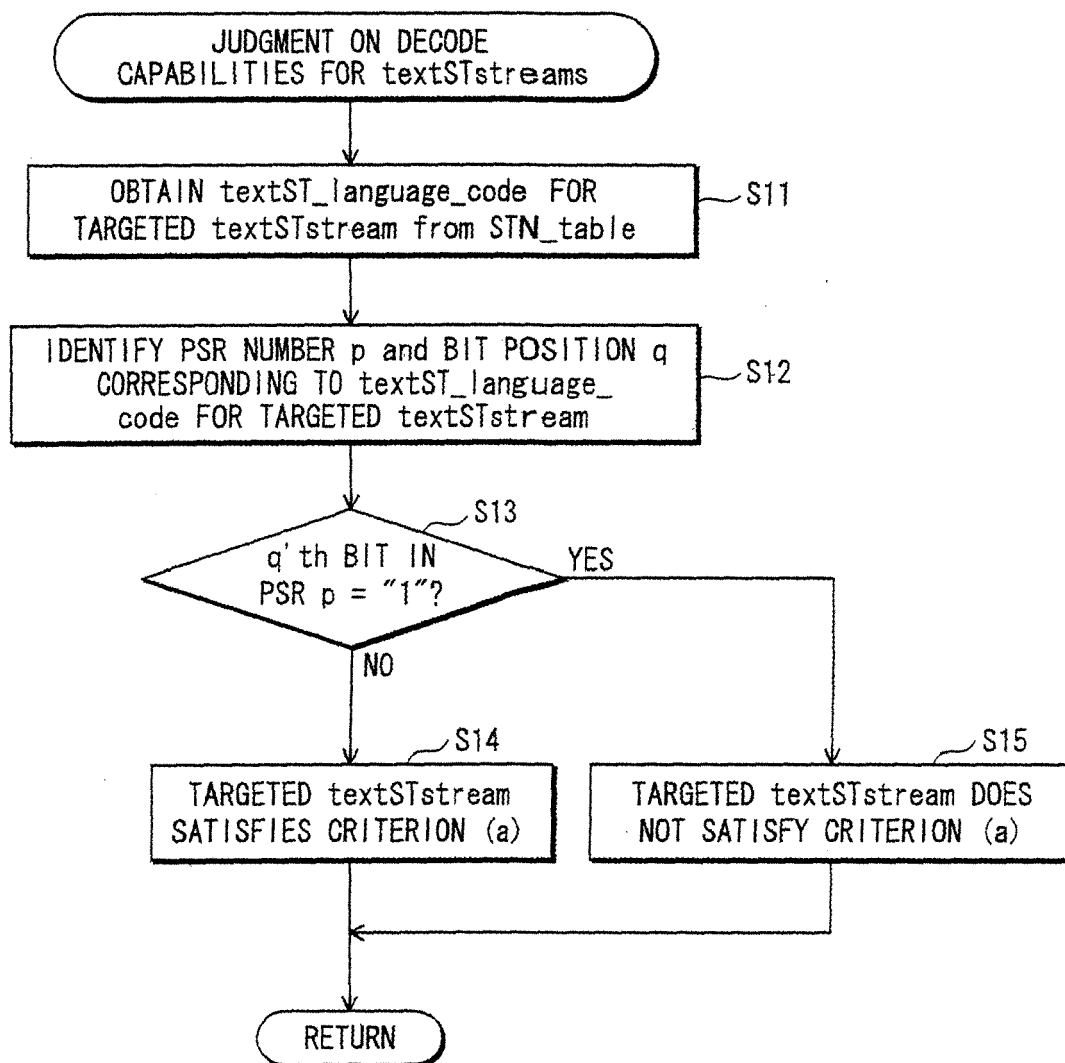 JUDGMENT ON DECODE
CAPABILITIES FOR textSTstreams
OBTAIN textST_language_code FOR
TARGETED textSTstream from STN_table
S11
IDENTIFY PSR NUMBER p and BIT POSITION q
CORRESPONDING TO textST_language_
code FOR TARGETED textSTstream
S12
S13
q'th BIT IN
PSR p = "1"?
YES
NO
S14
TARGETED textSTstream
SATISFIES CRITERION (a)
S15
TARGETED textSTstream DOES
NOT SATISFY CRITERION (a)
RETURN